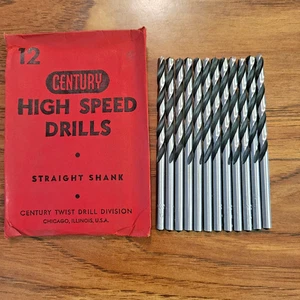 12
CENTURY
HIGH SPEED
DRILLS
STRAIGHT SHANK
CENTURY TWIST DRILL DIVISION
CHICAGO, ILLINOIS, U.S.A.